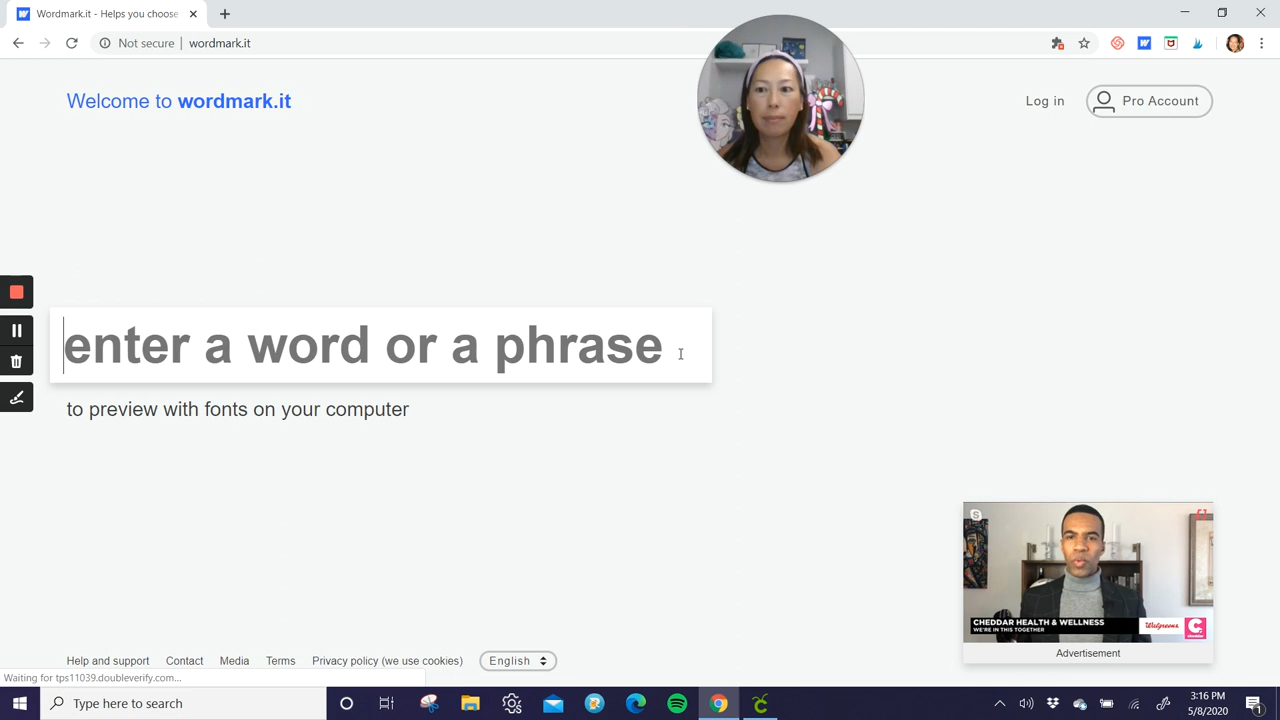 Wordmark.it - Helps you choose
Not secure
wordmark.it
Welcome to wordmark.it
Log in
Pro Account
enter a word or a phrase
to preview with fonts on your computer
CHEDDAR HEALTH & WELLNESS
WE'RE IN THIS TOGETHER
Walgreens
Advertisement
Help and support
Contact
Media
Terms
Privacy policy (we use cookies)
English
Waiting for tps11039.doubleverify.com...
Type here to search
3:16 PM
5/8/2020